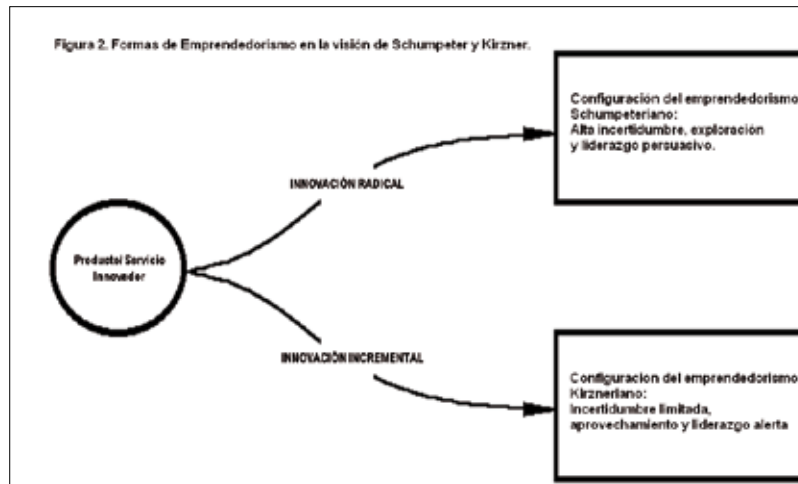 Figura 2. Formas de Emprendedorismo en la visión de Schumpeter y Kirzner.
Configuración del emprendedorismo
Schumpeteriano:
Alta incertidumbre, exploración
y liderazgo persuasivo.
INNOVACIÓN RADICAL
Producto/ Servicio
Innovador
INNOVACIÓN INCREMENTAL
Configuracion del emprendedorismo
Kirzneriano:
Incertidumbre limitada,
aprovechamiento y liderazgo alerta